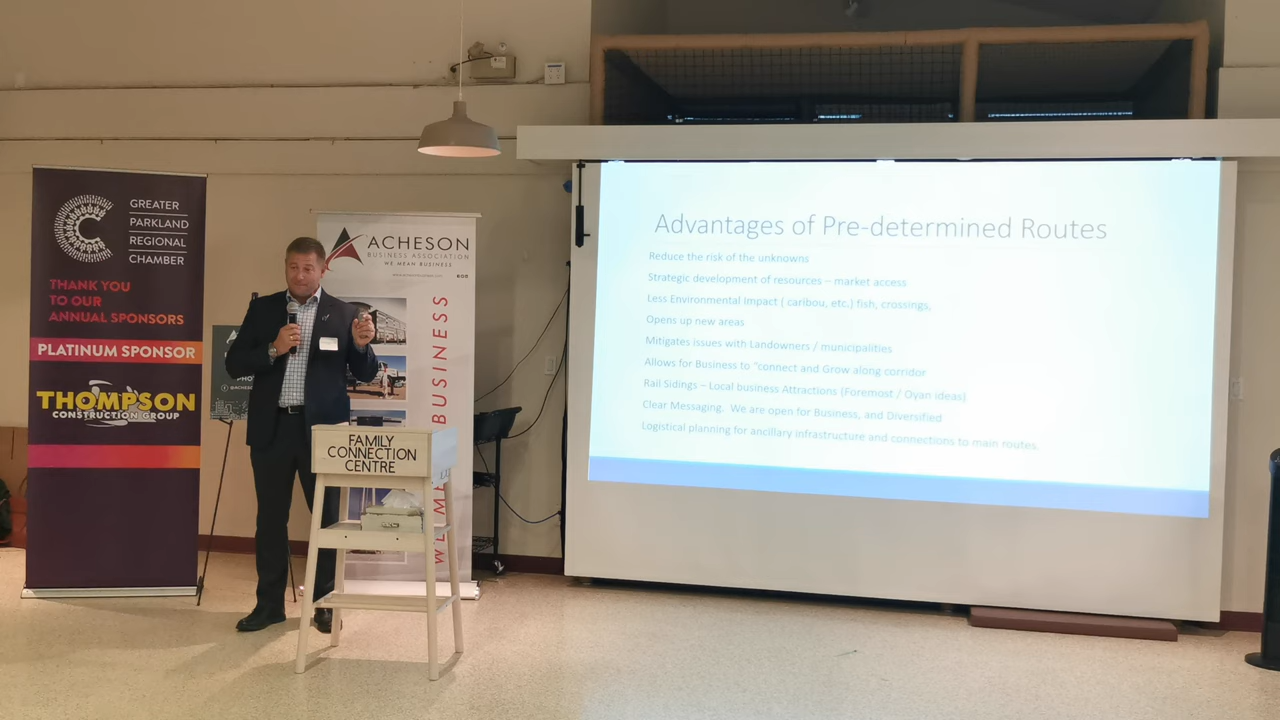 GREATER
PARKLAND
REGIONAL
CHAMBER
THANK YOU
TO OUR
ANNUAL SPONSORS
PLATINUM SPONSOR
THOMPSON
CONSTRUCTION GROUP
ACHESON
BUSINESS ASSOCIATION
WE MEAN BUSINESS
BUSINESS
FAMILY
CONNECTION
CENTRE
Advantages of Pre-determined Routes
Reduce the risk of the unknowns
Strategic development of resources – market access
Less Environmental Impact ( caribou, etc.) fish, crossings,
Opens up new areas
Mitigates issues with Landowners / municipalities
Allows for Business to "connect and Grow along corridor
Rail Sidings – Local business Attractions (Foremost / Oyan ideas)
Clear Messaging. We are open for Business, and Diversified
Logistical planning for ancillary infrastructure and connections to main routes.